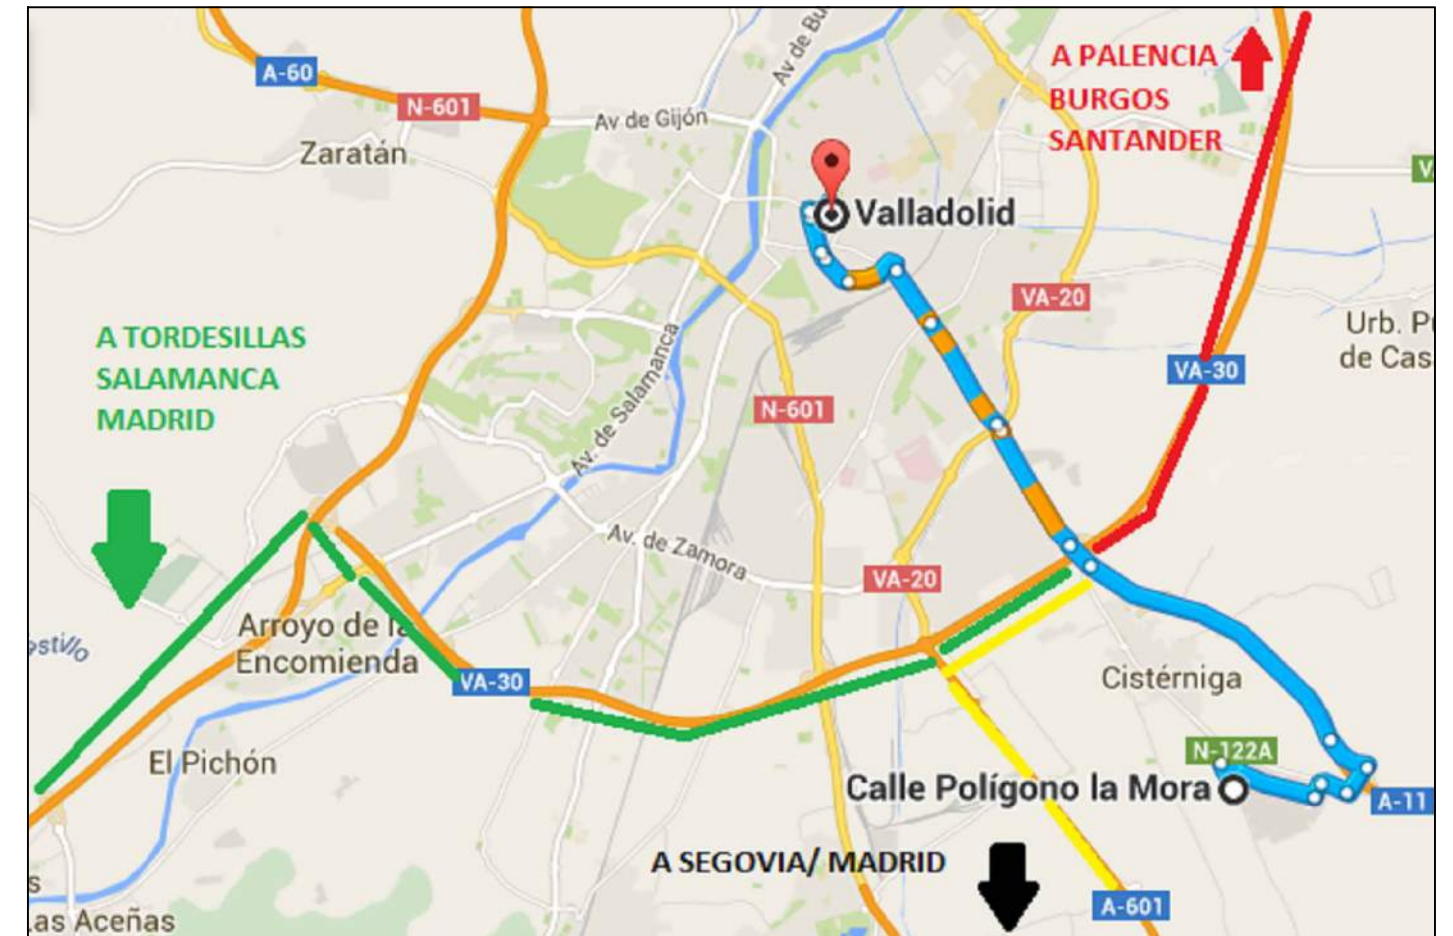 A PALENCIA
BURGOS
SANTANDER
Av de Bu
A-60
N-601
Av de Gijón
Zaratán
V
Valladolid
VA-20
Urb. P
de Cas
A TORDESILLAS
SALAMANCA
MADRID
VA-30
Av. de Salamanca
N-601
Av. de Zamora
VA-20
Arroyo de la
Encomienda
VA-30
Cistérniga
El Pichón
N-122A
Calle Polígono la Mora
A-11
A SEGOVIA/ MADRID
A-601
s
as Aceñas